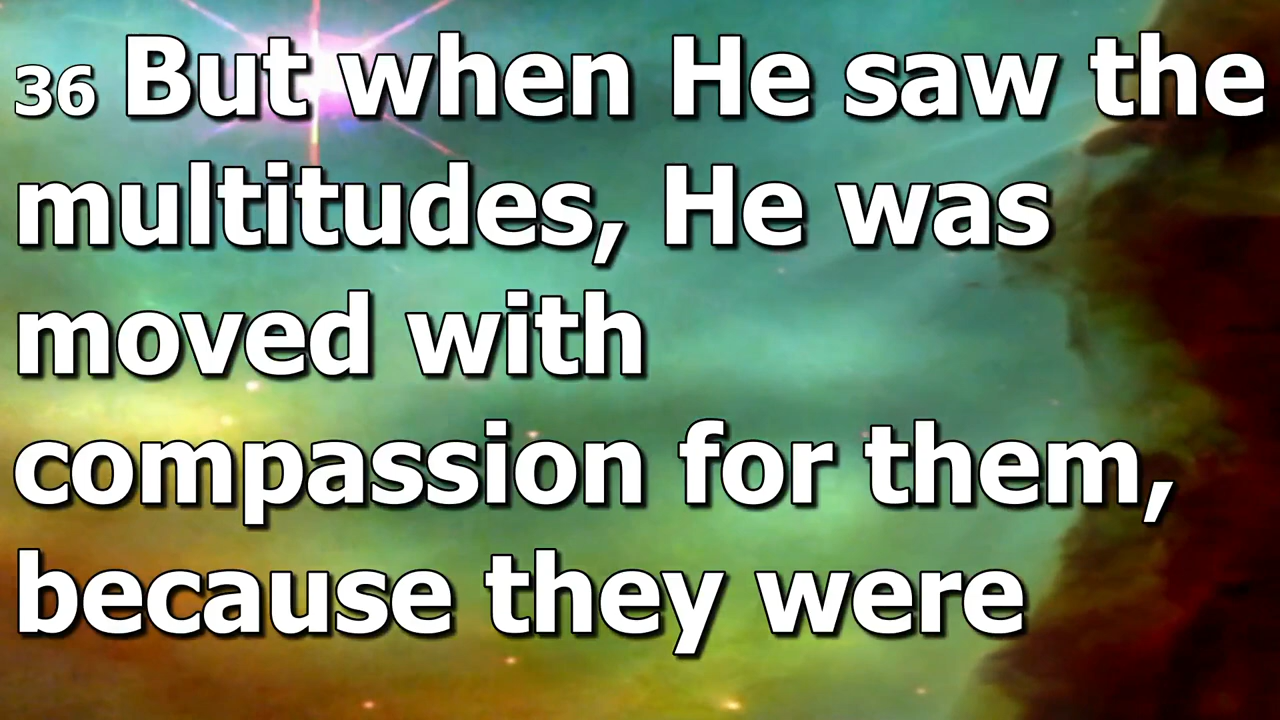 36 But when He saw the
multitudes, He was
moved with
compassion for them,
because they were